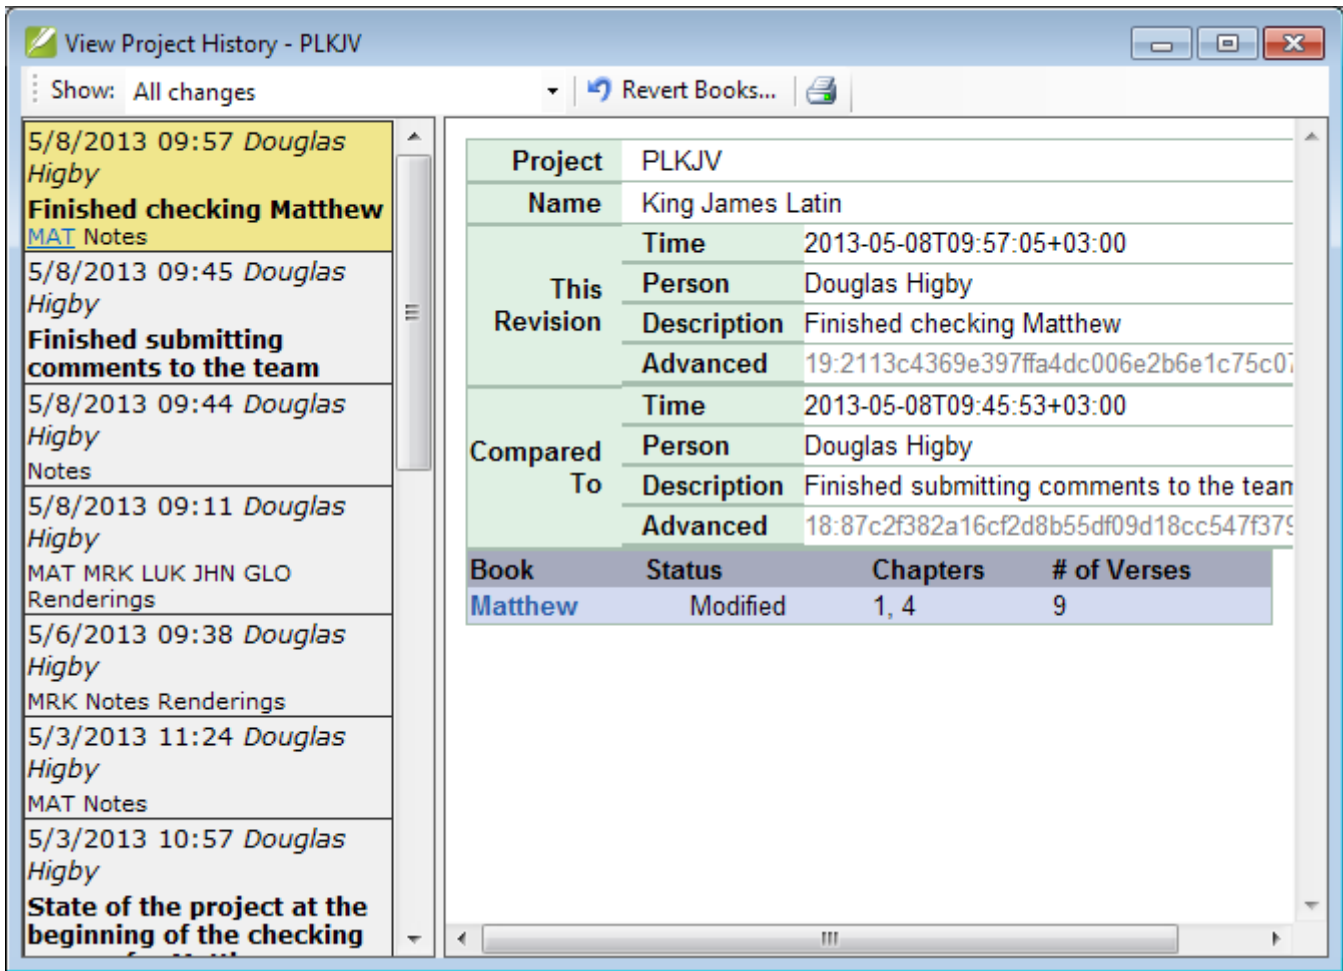 View Project History - PLKJV
Show: All changes
Revert Books...
5/8/2013 09:57 Douglas
Higby
Finished checking Matthew
MAT Notes
5/8/2013 09:45 Douglas
Higby
Finished submitting
comments to the team
5/8/2013 09:44 Douglas
Higby
Notes
5/8/2013 09:11 Douglas
Higby
MAT MRK LUK JHN GLO
Renderings
5/6/2013 09:38 Douglas
Higby
MRK Notes Renderings
5/3/2013 11:24 Douglas
Higby
MAT Notes
5/3/2013 10:57 Douglas
Higby
State of the project at the
beginning of the checking
Project PLKJV
Name King James Latin
This
Revision
Time 2013-05-08T09:57:05+03:00
Person Douglas Higby
Description Finished checking Matthew
Advanced 19:2113c4369e397ffa4dc006e2b6e1c75c07
Compared
To
Time 2013-05-08T09:45:53+03:00
Person Douglas Higby
Description Finished submitting comments to the team
Advanced 18:87c2f382a16cf2d8b55df09d18cc547f379
Book Status Chapters # of Verses
Matthew Modified 1, 4 9